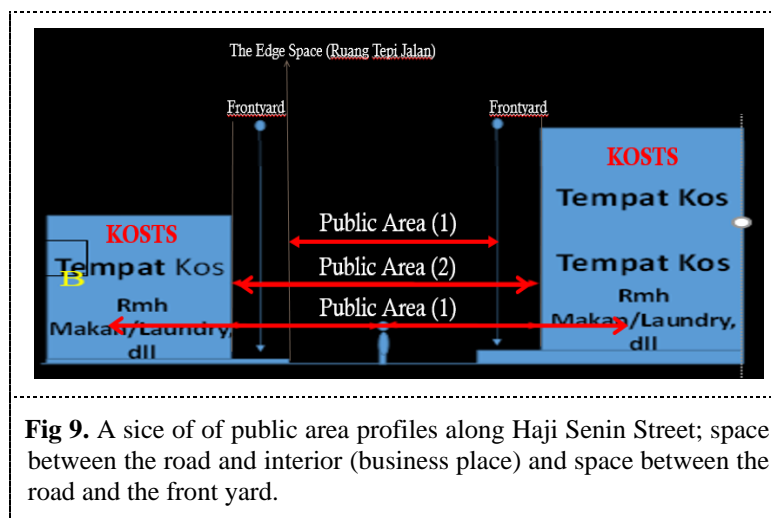 The Edge Space (Ruang Tepi Jalan)
Frontyard
Frontyard
KOSTS
Tempat Kos
Tempat Kos
Rmh
Makan/Laundry,
dll
Public Area (1)
Public Area (2)
Public Area (1)
KOSTS
Tempat Kos
B
Rmh
Makan/Laundry,
dll
Fig 9. A sice of of public area profiles along Haji Senin Street; space
between the road and interior (business place) and space between the
road and the front yard.